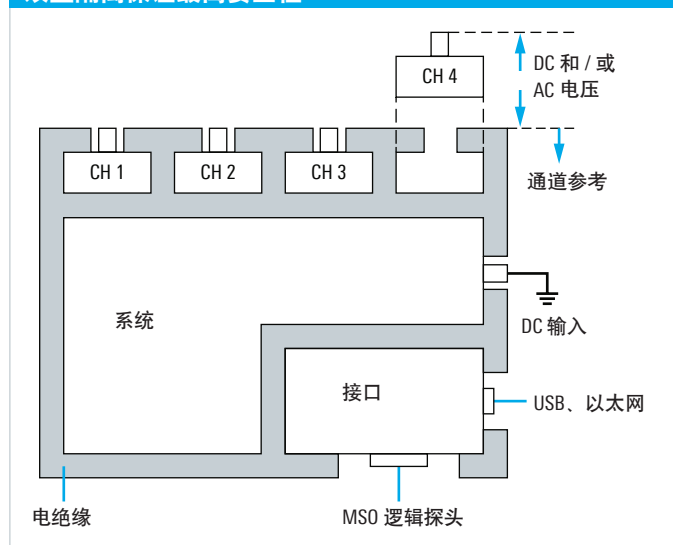 CH 4
DC 和 / 或
AC 电压
CH 1
CH 2
CH 3
通道参考
系统
DC 输入
接口
USB、以太网
电绝缘
MSO 逻辑探头